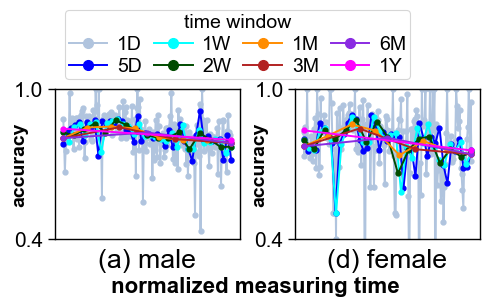 time window
1D 1W 1M 6M
5D 2W 3M 1Y
1.0 1.0
accuracy accuracy
0.4 0.4
(a) male (d) female
normalized measuring time